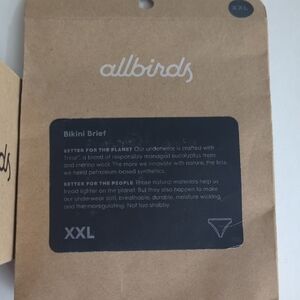 XXL
allbirds
ds
Bikini Brief
BETTER FOR THE PLANET Our underwear is crafted with
Trino™, a blend of responsibly managed eucalyptus trees
and merino wool. The more we innovate with nature, the less
we need petroleum-based synthetics.
BETTER FOR THE PEOPLE Those natural materials help us
tread lighter on the planet. But they also happen to make
our underwear soft, breathable, durable, moisture wicking,
and thermoregulating. Not too shabby.
XXL